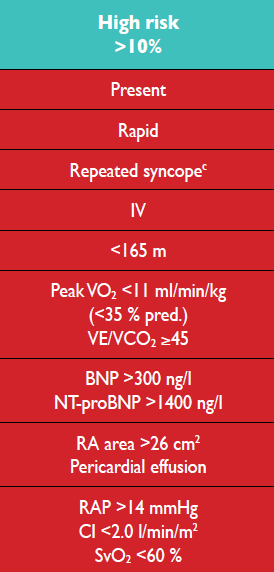 High risk
>10%
Present
Rapid
Repeated syncopeᶜ
IV
<165 m
Peak VO₂ <11 ml/min/kg
(<35 % pred.)
VE/VCO₂ ≥45
BNP >300 ng/l
NT-proBNP >1400 ng/l
RA area >26 cm²
Pericardial effusion
RAP >14 mmHg
CI <2.0 l/min/m²
SvO₂ <60 %